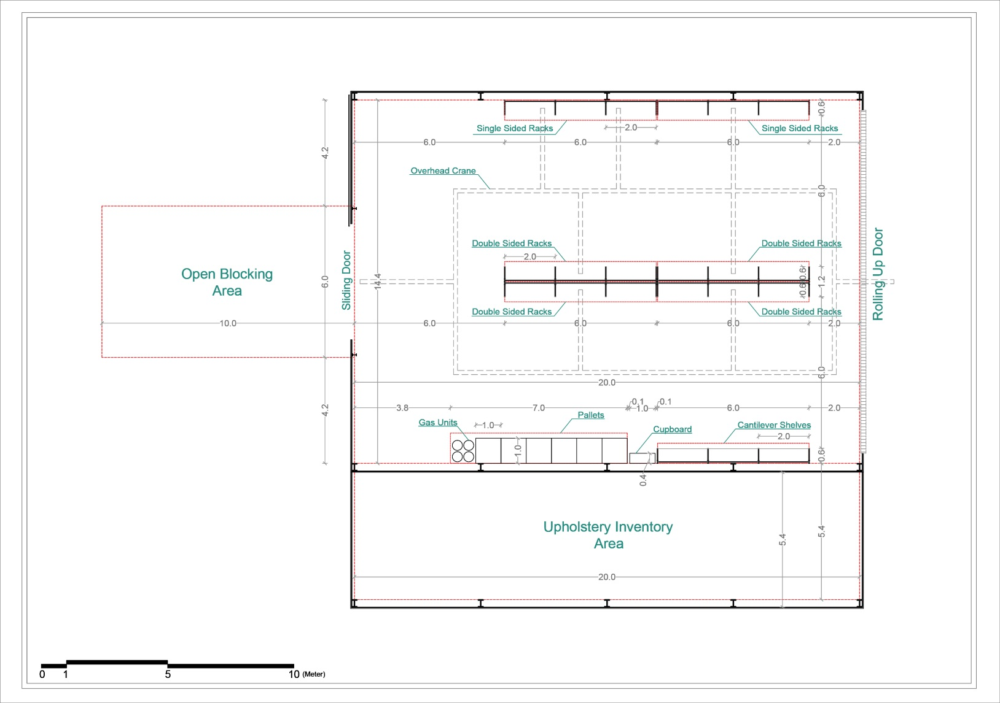 0.6
Single Sided Racks
2.0
Single Sided Racks
6.0
6.0
6.0
2.0
4.2
Overhead Crane
6.0
Double Sided Racks
Double Sided Racks
2.0
Open Blocking
Area
Sliding Door
6.0
14.4
0.6
0.6
1.2
Rolling Up Door
Double Sided Racks
Double Sided Racks
10.0
6.0
6.0
6.0
2.0
6.0
20.0
4.2
3.8
7.0
0.1
1.0
0.1
6.0
2.0
Gas Units
1.0
Pallets
Cupboard
Cantilever Shelves
2.0
1.0
0.6
0.4
Upholstery Inventory
Area
5.4
5.4
20.0
0 1 5 10 (Meter)